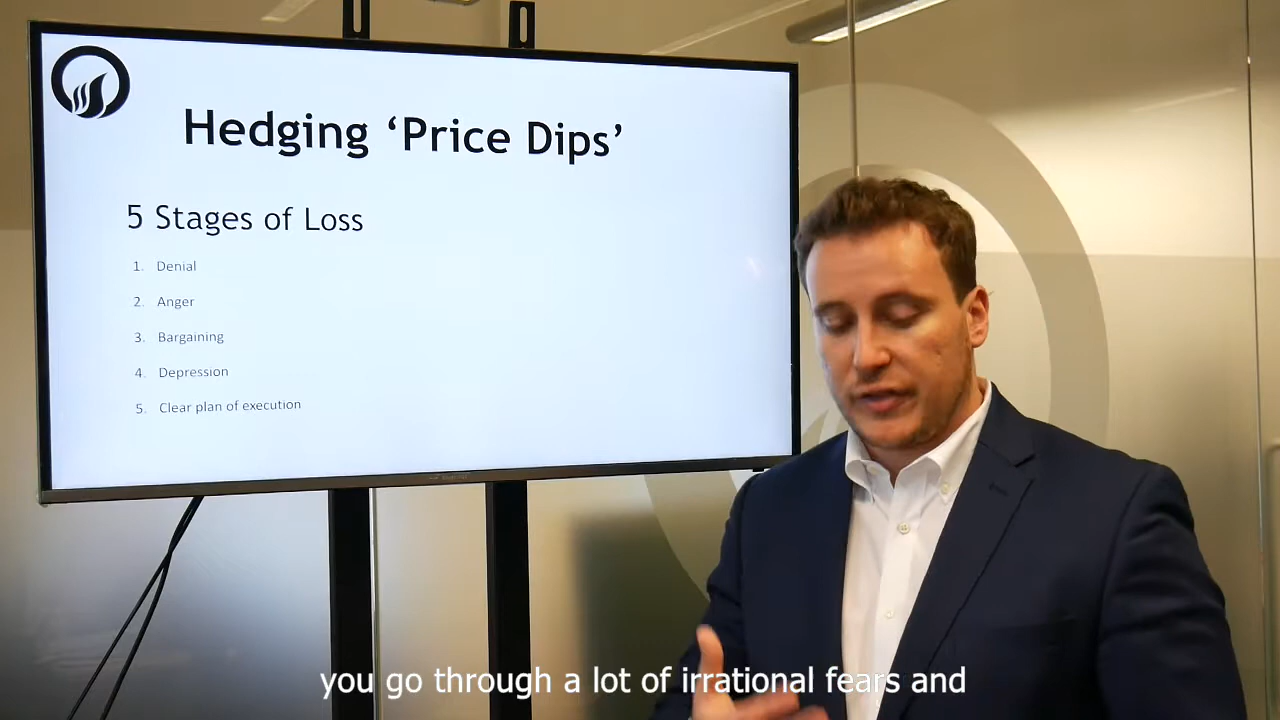 Hedging ‘Price Dips’
5 Stages of Loss
1. Denial
2. Anger
3. Bargaining
4. Depression
5. Clear plan of execution
you go through a lot of irrational fears and